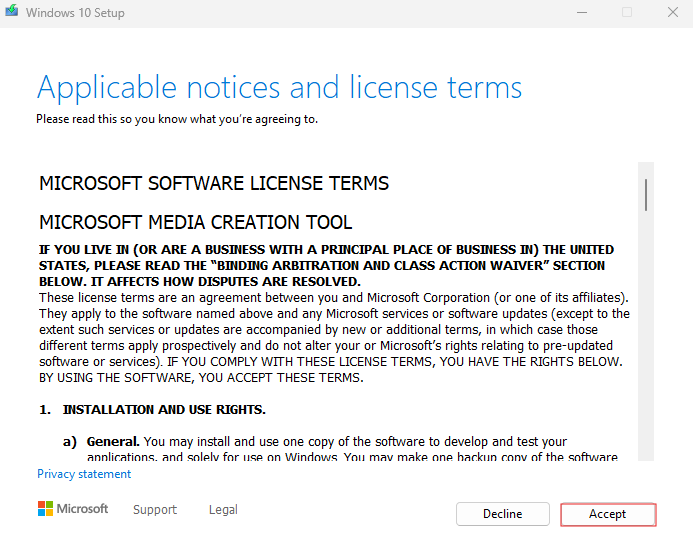 Windows 10 Setup
Applicable notices and license terms
Please read this so you know what you're agreeing to.
MICROSOFT SOFTWARE LICENSE TERMS
MICROSOFT MEDIA CREATION TOOL
IF YOU LIVE IN (OR ARE A BUSINESS WITH A PRINCIPAL PLACE OF BUSINESS IN) THE UNITED
STATES, PLEASE READ THE “BINDING ARBITRATION AND CLASS ACTION WAIVER” SECTION
BELOW. IT AFFECTS HOW DISPUTES ARE RESOLVED.
These license terms are an agreement between you and Microsoft Corporation (or one of its affiliates).
They apply to the software named above and any Microsoft services or software updates (except to the
extent such services or updates are accompanied by new or additional terms, in which case those
different terms apply prospectively and do not alter your or Microsoft’s rights relating to pre-updated
software or services). IF YOU COMPLY WITH THESE LICENSE TERMS, YOU HAVE THE RIGHTS BELOW.
BY USING THE SOFTWARE, YOU ACCEPT THESE TERMS.
1. INSTALLATION AND USE RIGHTS.
a) General. You may install and use one copy of the software to develop and test your
applications, and solely for use on Windows. You may make one backup copy of the software
Privacy statement
Microsoft Support Legal Decline Accept